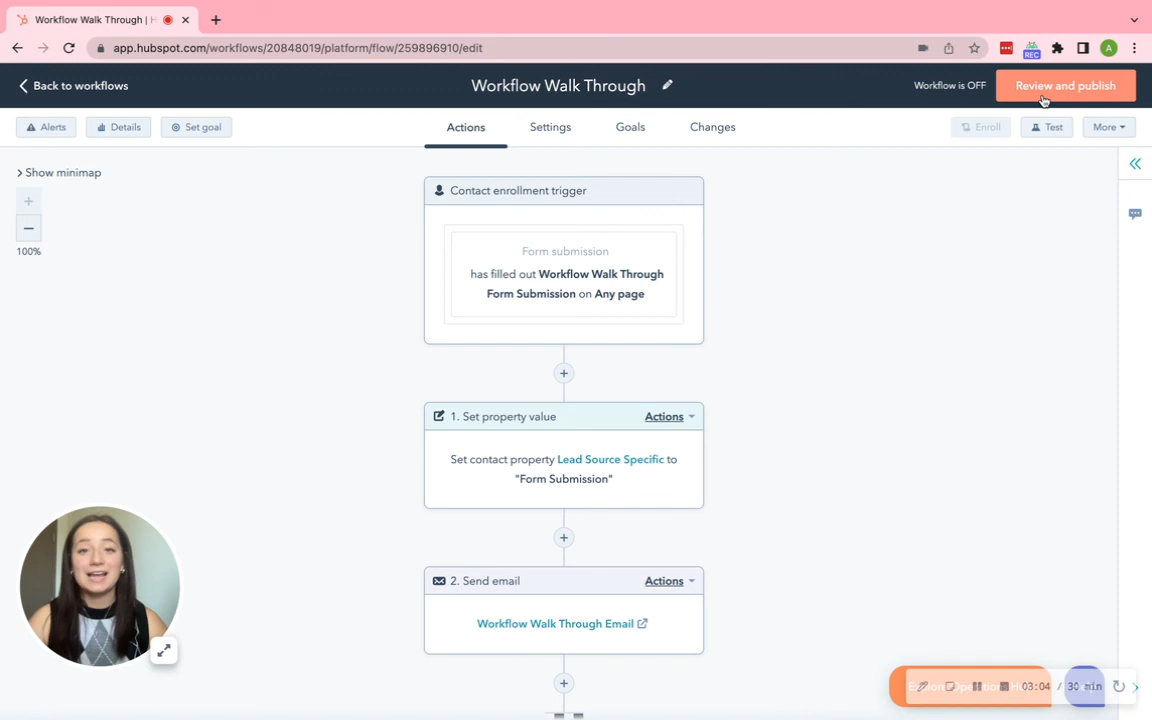 Workflow Walk Through | H
app.hubspot.com/workflows/20848019/platform/flow/259896910/edit
REC
A
Back to workflows
Workflow Walk Through
Workflow is OFF
Review and publish
Alerts
Details
Set goal
Actions
Settings
Goals
Changes
Enroll
Test
More
Show minimap
100%
Contact enrollment trigger
Form submission
has filled out Workflow Walk Through
Form Submission on Any page
1. Set property value
Actions
Set contact property Lead Source Specific to
"Form Submission"
2. Send email
Actions
Workflow Walk Through Email
03:04 / 30 min